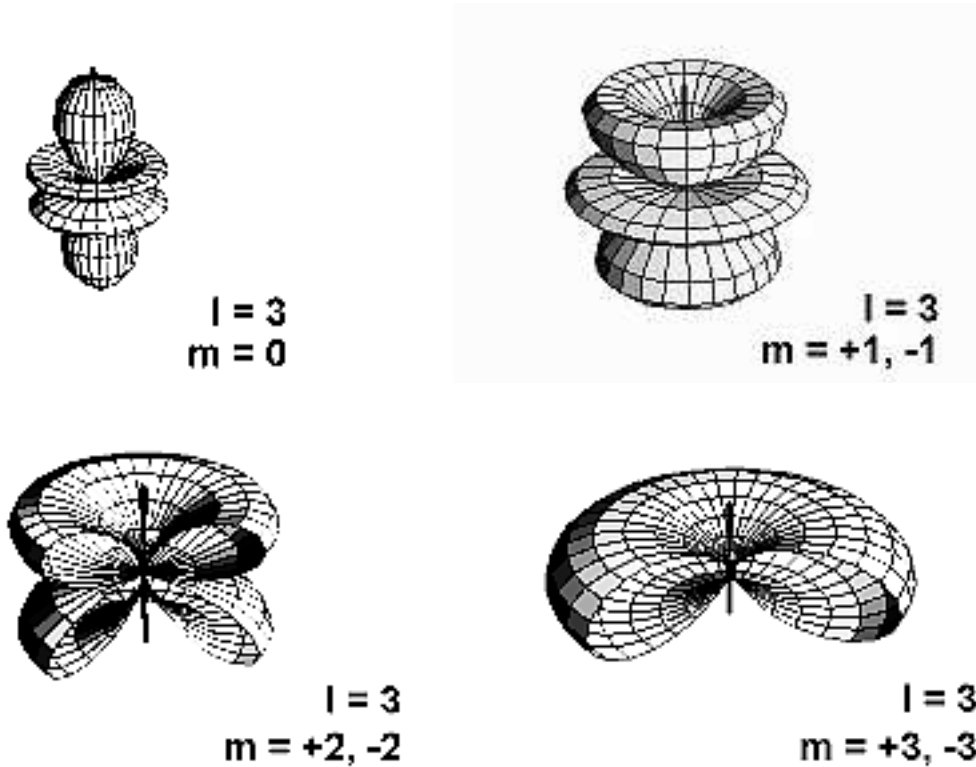 l = 3
m = 0
l = 3
m = +1, -1
l = 3
m = +2, -2
l = 3
m = +3, -3